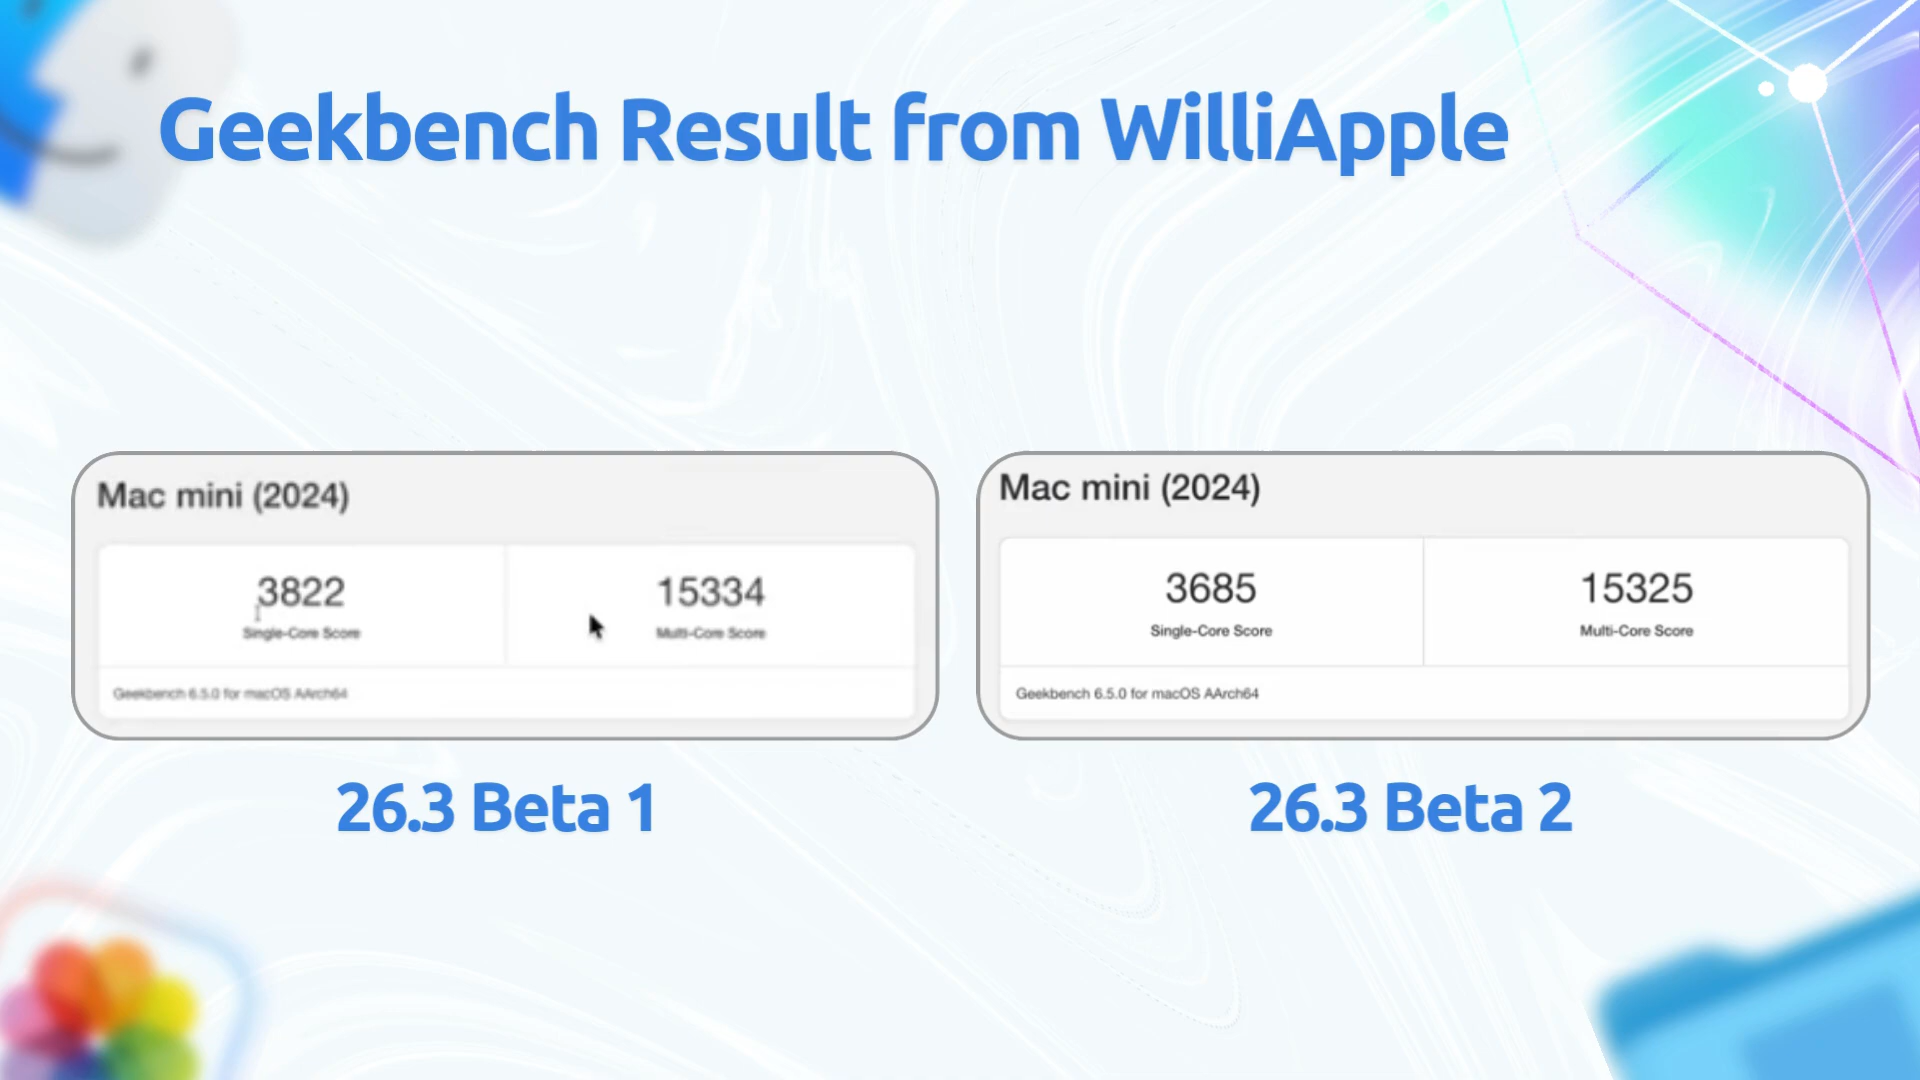 Geekbench Result from WilliApple
Mac mini (2024)
3822
Single-Core Score
15334
Multi-Core Score
Geekbench 6.5.0 for macOS AArch64
26.3 Beta 1
Mac mini (2024)
3685
Single-Core Score
15325
Multi-Core Score
Geekbench 6.5.0 for macOS AArch64
26.3 Beta 2